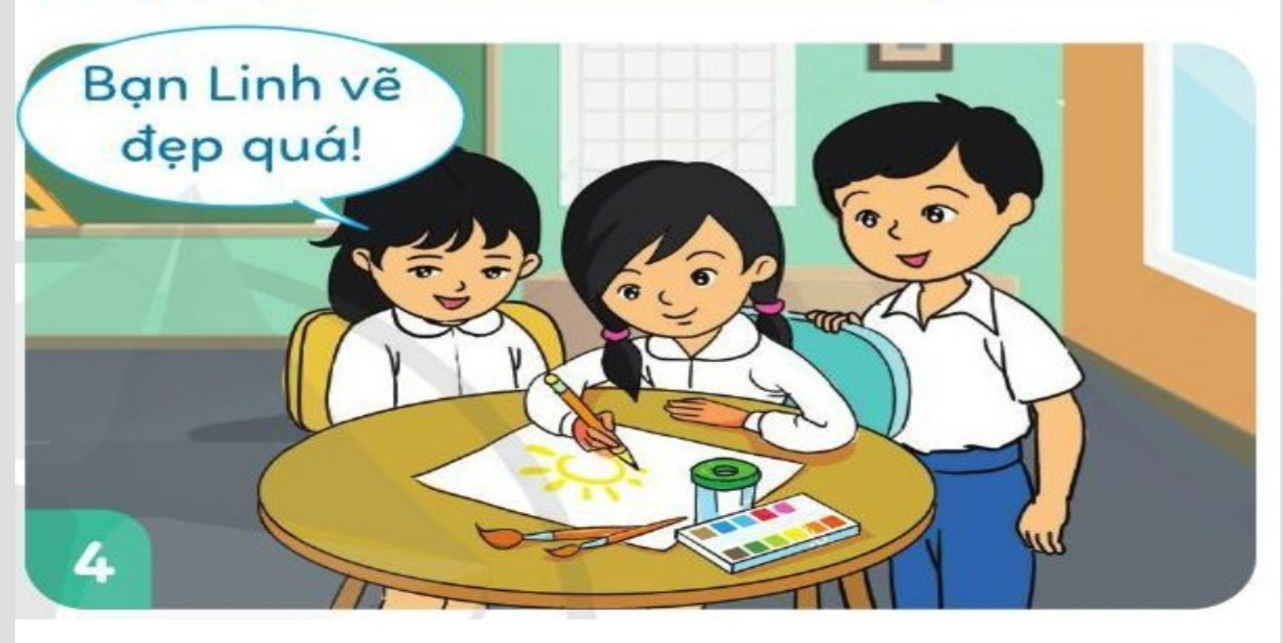 Bạn Linh vẽ
đẹp quá!
4